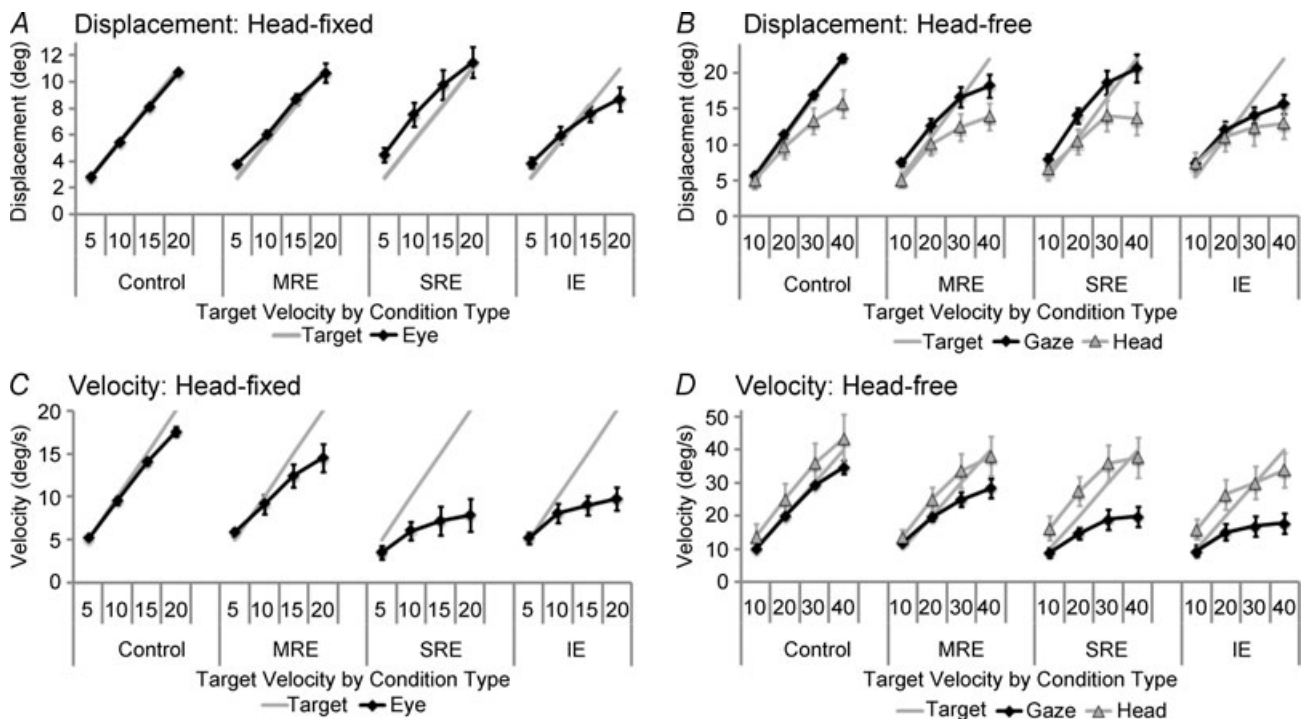 A Displacement: Head-fixed
Displacement (deg)
12
10
8
6
4
2
0
5 10 15 20 5 10 15 20 5 10 15 20 5 10 15 20
Control MRE SRE IE
Target Velocity by Condition Type
Target Eye
B Displacement: Head-free
Displacement (deg)
20
15
10
5
0
10 20 30 40 10 20 30 40 10 20 30 40 10 20 30 40
Control MRE SRE IE
Target Velocity by Condition Type
Target Gaze Head
C Velocity: Head-fixed
Velocity (deg/s)
20
15
10
5
0
5 10 15 20 5 10 15 20 5 10 15 20 5 10 15 20
Control MRE SRE IE
Target Velocity by Condition Type
Target Eye
D Velocity: Head-free
Velocity (deg/s)
50
40
30
20
10
0
10 20 30 40 10 20 30 40 10 20 30 40 10 20 30 40
Control MRE SRE IE
Target Velocity by Condition Type
Target Gaze Head